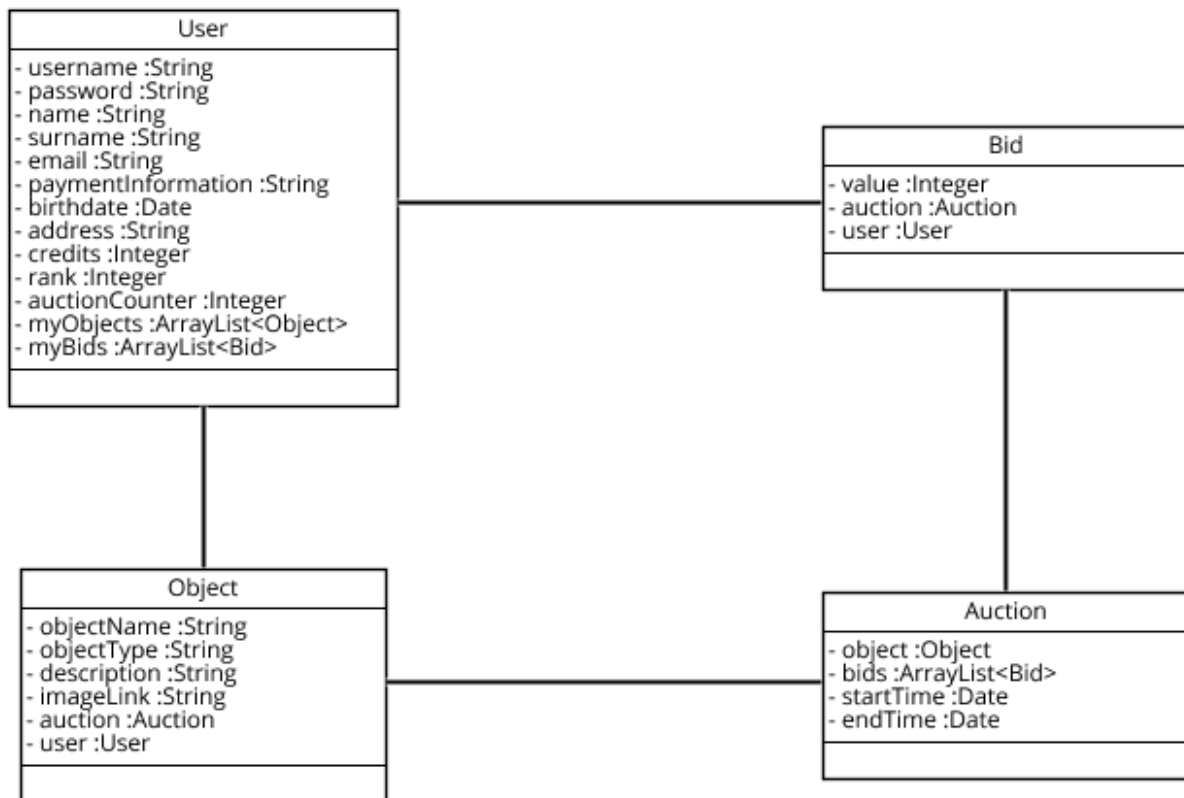 User
- username :String
- password :String
- name :String
- surname :String
- email :String
- paymentInformation :String
- birthdate :Date
- address :String
- credits :Integer
- rank :Integer
- auctionCounter :Integer
- myObjects :ArrayList<Object>
- myBids :ArrayList<Bid>
Bid
- value :Integer
- auction :Auction
- user :User
Object
- objectName :String
- objectType :String
- description :String
- imageLink :String
- auction :Auction
- user :User
Auction
- object :Object
- bids :ArrayList<Bid>
- startTime :Date
- endTime :Date